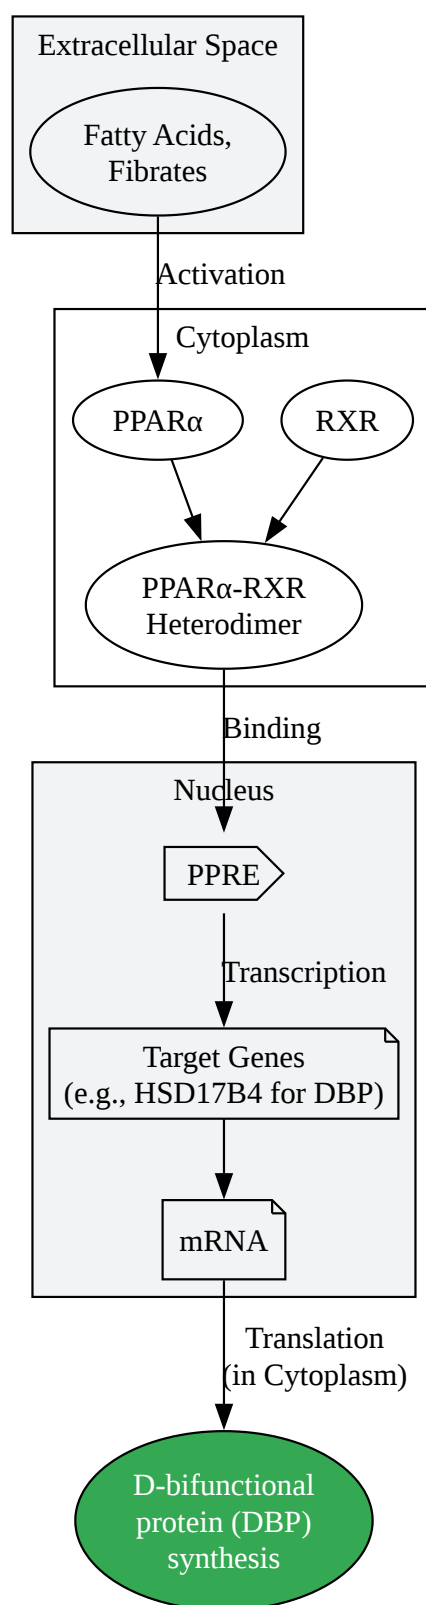 Extracellular Space
Fatty Acids,
Fibrates
Activation
Cytoplasm
PPARα
RXR
PPARα-RXR
Heterodimer
Binding
Nucleus
PPRE
Transcription
Target Genes
(e.g., HSD17B4 for DBP)
mRNA
Translation
(in Cytoplasm)
D-bifunctional
protein (DBP)
synthesis